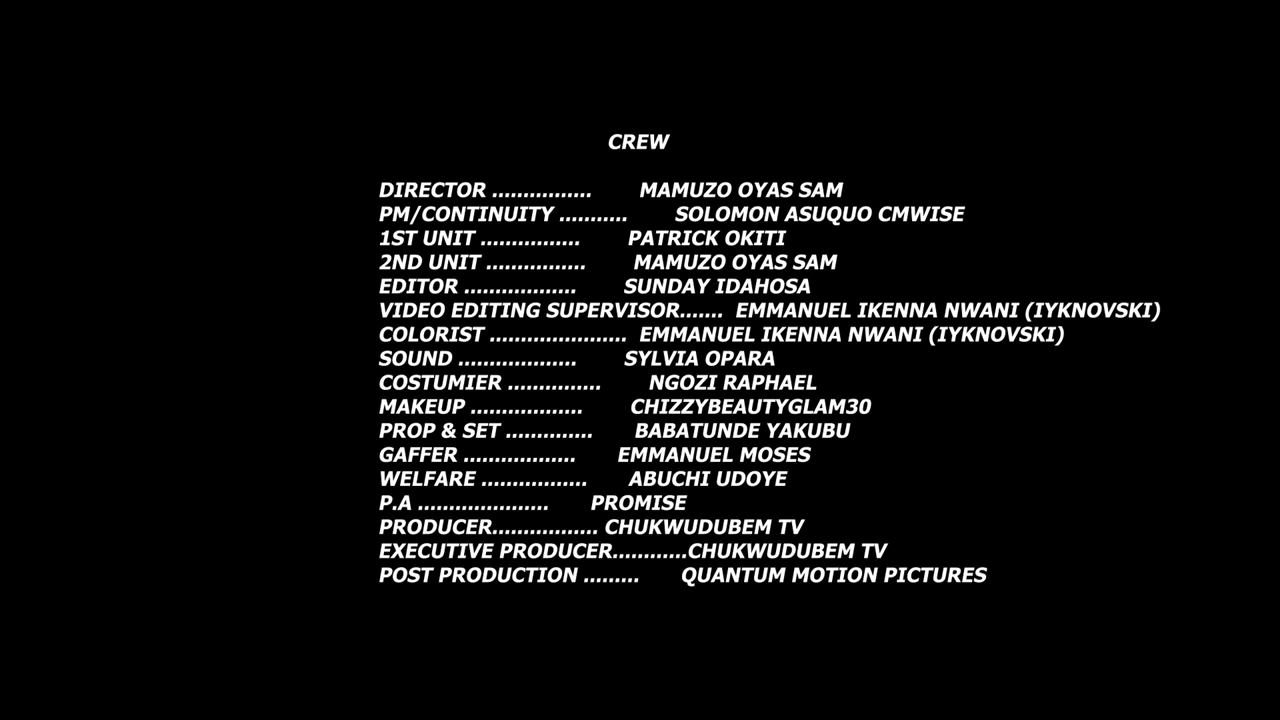 CREW
DIRECTOR ................ MAMUZO OYAS SAM
PM/CONTINUITY ........... SOLOMON ASUQUO CMWISE
1ST UNIT ................ PATRICK OKITI
2ND UNIT ................ MAMUZO OYAS SAM
EDITOR .................. SUNDAY IDAHOSA
VIDEO EDITING SUPERVISOR....... EMMANUEL IKENNA NWANI (IYKNOVSKI)
COLORIST ...................... EMMANUEL IKENNA NWANI (IYKNOVSKI)
SOUND ................... SYLVIA OPARA
COSTUMIER ............... NGOZI RAPHAEL
MAKEUP .................. CHIZZYBEAUTYGLAM30
PROP & SET .............. BABATUNDE YAKUBU
GAFFER .................. EMMANUEL MOSES
WELFARE ................. ABUCHI UDOYE
P.A ..................... PROMISE
PRODUCER................. CHUKWUDUBEM TV
EXECUTIVE PRODUCER............CHUKWUDUBEM TV
POST PRODUCTION ......... QUANTUM MOTION PICTURES